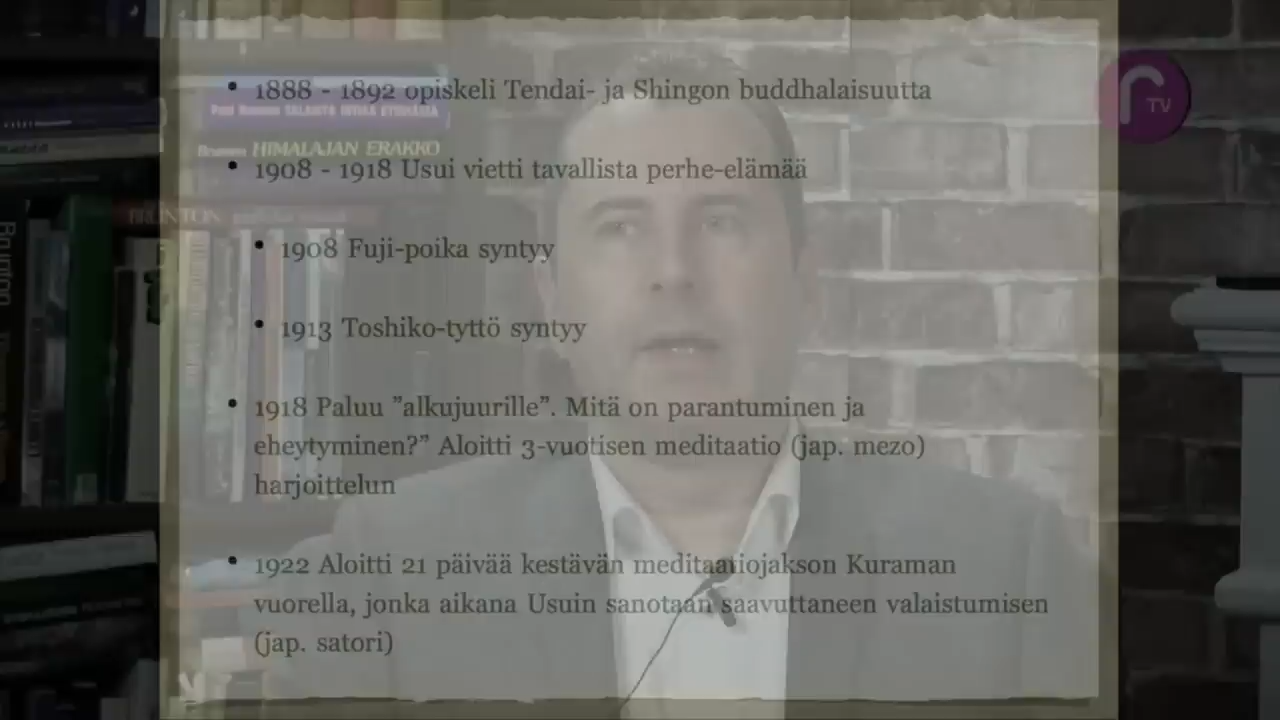 1888 - 1892 opiskeli Tendai- ja Shingon buddhalaisuutta
HIMALAJAN ERAKKO
1908 - 1918 Usui vietti tavallista perhe-elämää
BRUNTON
1908 Fuji-poika syntyy
1913 Toshiko-tyttö syntyy
1918 Paluu ”alkujuurille”. Mitä on parantuminen ja
eheytyminen?” Aloitti 3-vuotisen meditaatio (jap. mezo)
harjoittelun
1922 Aloitti 21 päivää kestävän meditaatiojakson Kuraman
vuorella, jonka aikana Usuin sanotaan saavuttaneen valaistumisen
(jap. satori)
r TV